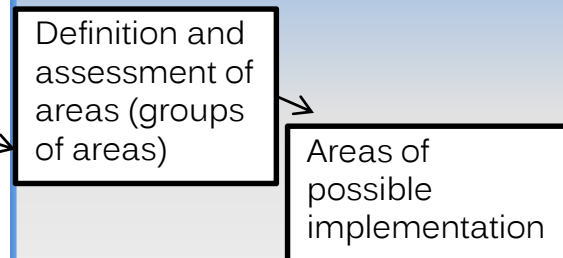 Definition and
assessment of
areas (groups
of areas)
Areas of
possible
implementation